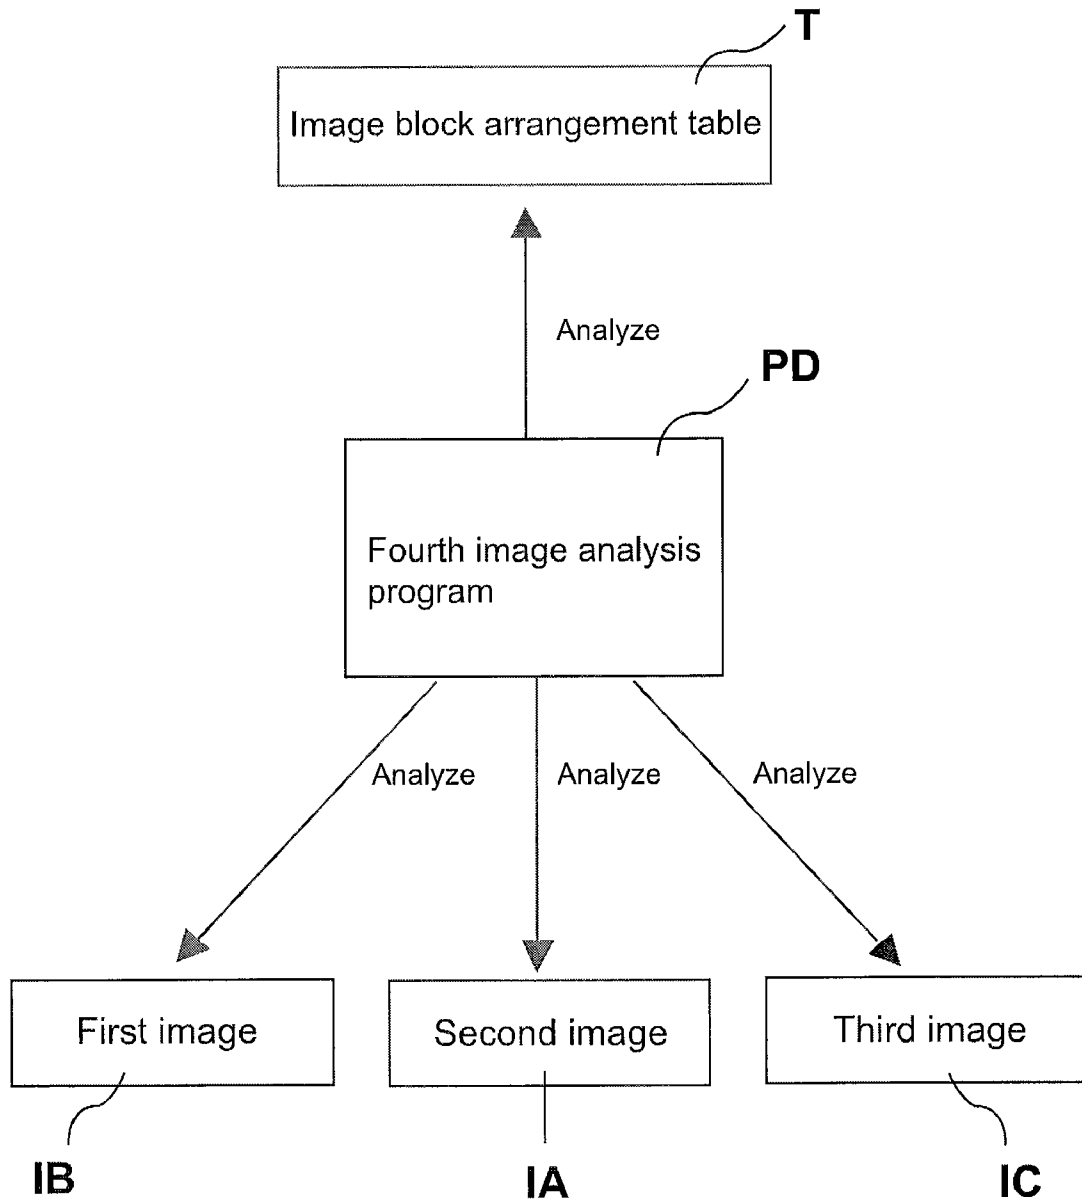 T
Image block arrangement table
Analyze
PD
Fourth image analysis
program
Analyze
Analyze
Analyze
First image
Second image
Third image
IB
IA
IC